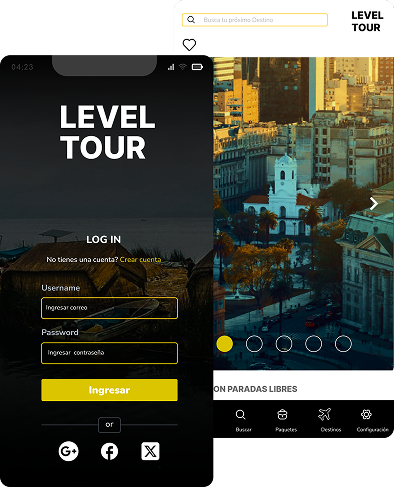 Busca tu próximo Destino
LEVEL
TOUR
04:23
LEVEL
TOUR
LOG IN
No tienes una cuenta? Crear cuenta
Username
Ingresar correo
Password
Ingresar contraseña
Ingresar
or
ON PARADAS LIBRES
Buscar
Paquetes
Destinos
Configuración